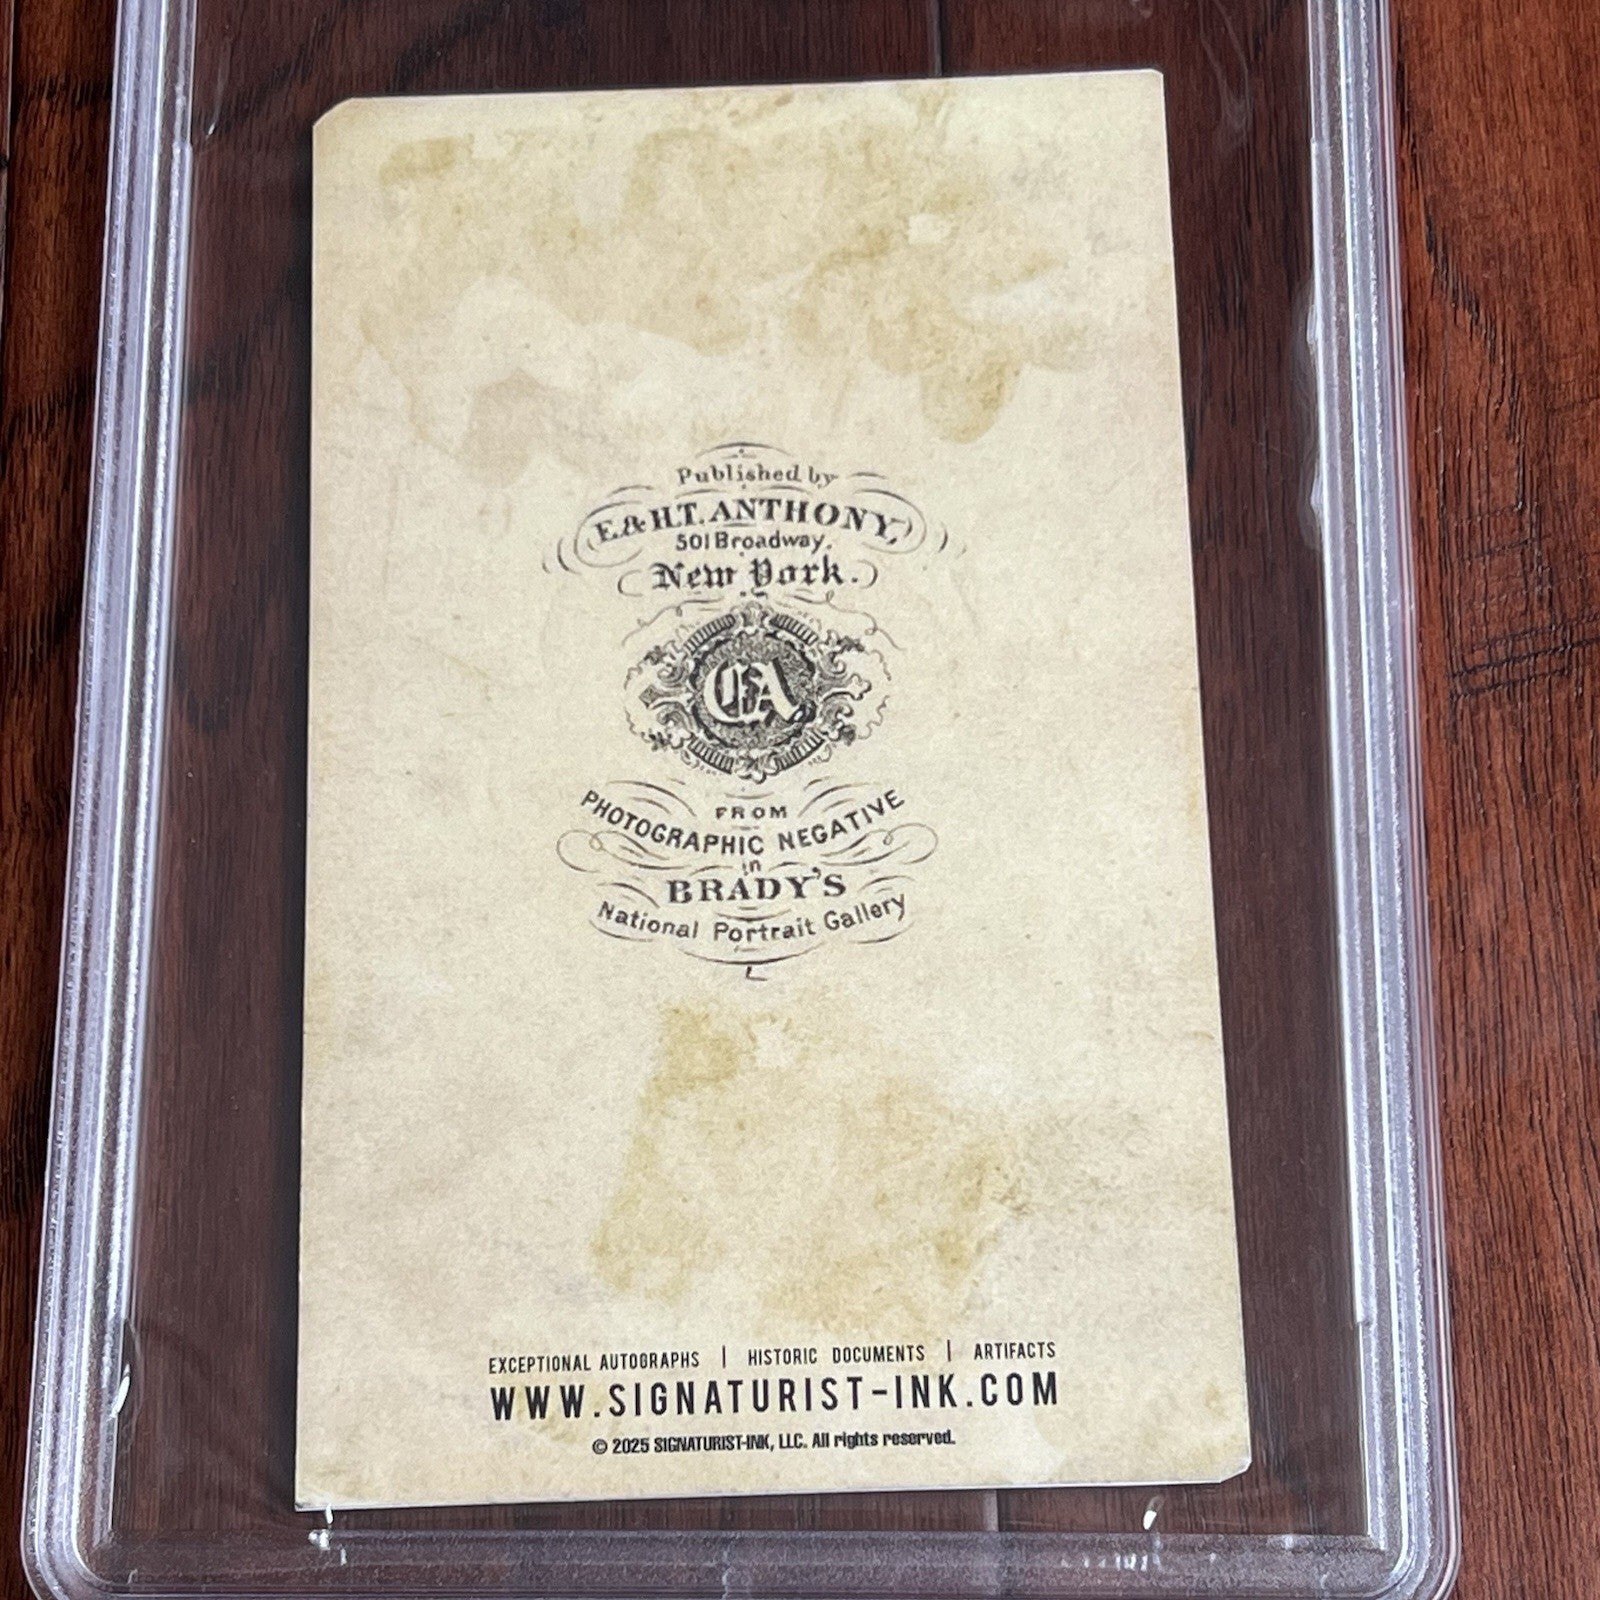 Published by
E. & H.T. ANTHONY,
501 Broadway.
New York.
EA
FROM
PHOTOGRAPHIC NEGATIVE
in
BRADY'S
National Portrait Gallery
EXCEPTIONAL AUTOGRAPHS | HISTORIC DOCUMENTS | ARTIFACTS
WWW.SIGNATURIST-INK.COM
© 2025 SIGNATURIST-INK, LLC. All rights reserved.